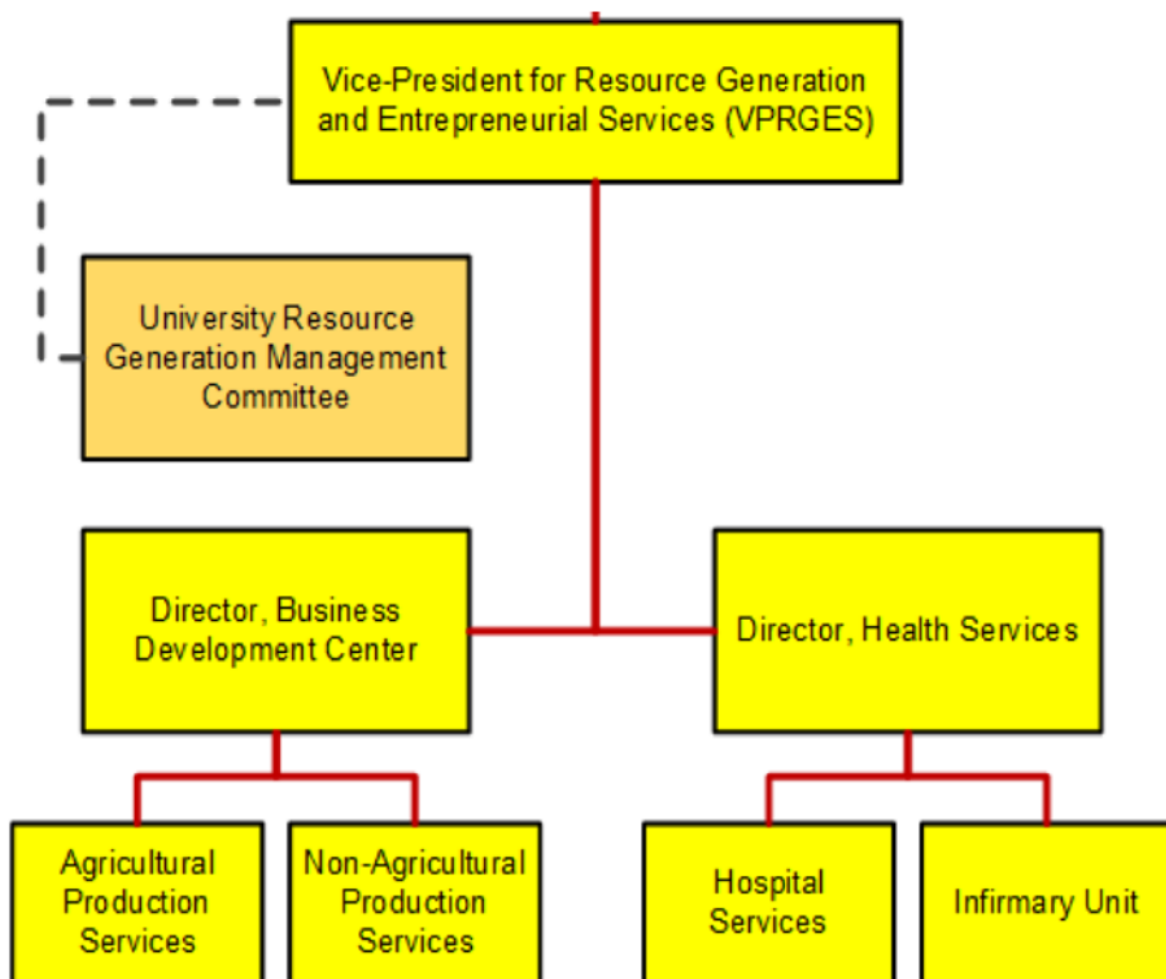 Vice-President for Resource Generation
and Entrepreneurial Services (VPRGES)
University Resource
Generation Management
Committee
Director, Business
Development Center
Director, Health Services
Agricultural
Production
Services
Non-Agricultural
Production
Services
Hospital
Services
Infirmary Unit